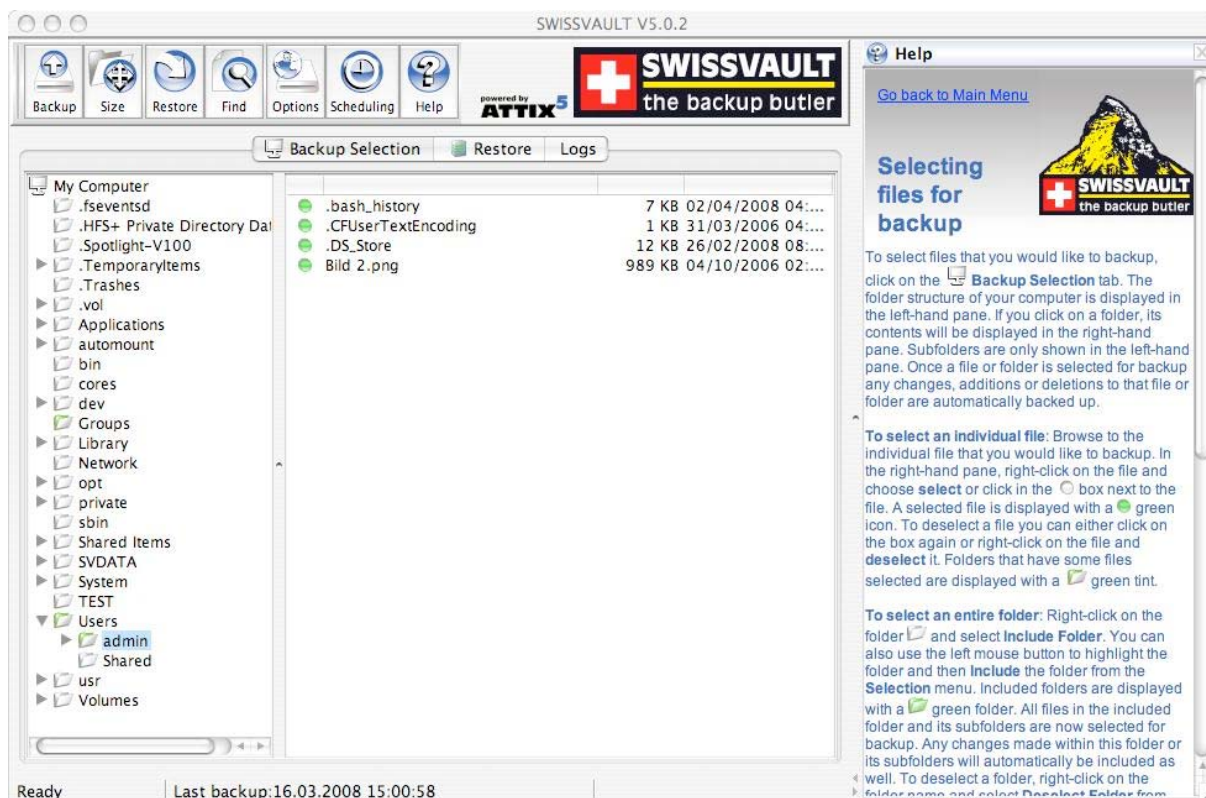 SWISSVAULT V5.0.2
Backup
Size
Restore
Find
Options
Scheduling
Help
powered by
ATTIX5
SWISSVAULT
the backup butler
Backup Selection
Restore
Logs
My Computer
.fseventsd
.HFS+ Private Directory Dat
.Spotlight-V100
.TemporaryItems
.Trashes
.vol
Applications
automount
bin
cores
dev
Groups
Library
Network
opt
private
sbin
Shared Items
SVDATA
System
TEST
Users
admin
Shared
usr
Volumes
.bash_history 7 KB 02/04/2008 04:...
.CFUserTextEncoding 1 KB 31/03/2006 04:...
.DS_Store 12 KB 26/02/2008 08:...
Bild 2.png 989 KB 04/10/2006 02:...
Ready
Last backup:16.03.2008 15:00:58
Help
Go back to Main Menu
SWISSVAULT
the backup butler
Selecting
files for
backup
To select files that you would like to backup,
click on the Backup Selection tab. The
folder structure of your computer is displayed in
the left-hand pane. If you click on a folder, its
contents will be displayed in the right-hand
pane. Subfolders are only shown in the left-hand
pane. Once a file or folder is selected for backup
any changes, additions or deletions to that file or
folder are automatically backed up.
To select an individual file: Browse to the
individual file that you would like to backup. In
the right-hand pane, right-click on the file and
choose select or click in the box next to the
file. A selected file is displayed with a green
icon. To deselect a file you can either click on
the box again or right-click on the file and
deselect it. Folders that have some files
selected are displayed with a green tint.
To select an entire folder: Right-click on the
folder and select Include Folder. You can
also use the left mouse button to highlight the
folder and then Include the folder from the
Selection menu. Included folders are displayed
with a green folder. All files in the included
folder and its subfolders are now selected for
backup. Any changes made within this folder or
its subfolders will automatically be included as
well. To deselect a folder, right-click on the
folder name and select Deselect Folder from